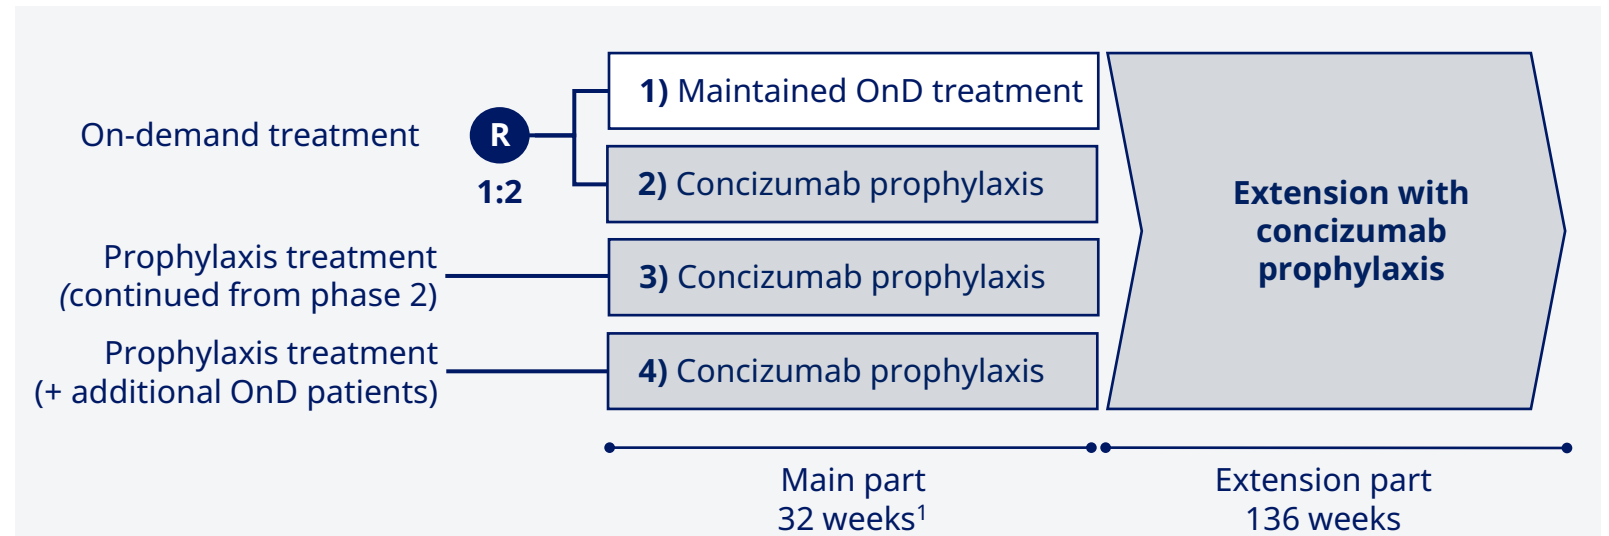 On-demand treatment
R
1:2
1) Maintained OnD treatment
2) Concizumab prophylaxis
Prophylaxis treatment
(continued from phase 2)
3) Concizumab prophylaxis
Prophylaxis treatment
(+ additional OnD patients)
4) Concizumab prophylaxis
Extension with
concizumab
prophylaxis
Main part
32 weeks¹
Extension part
136 weeks